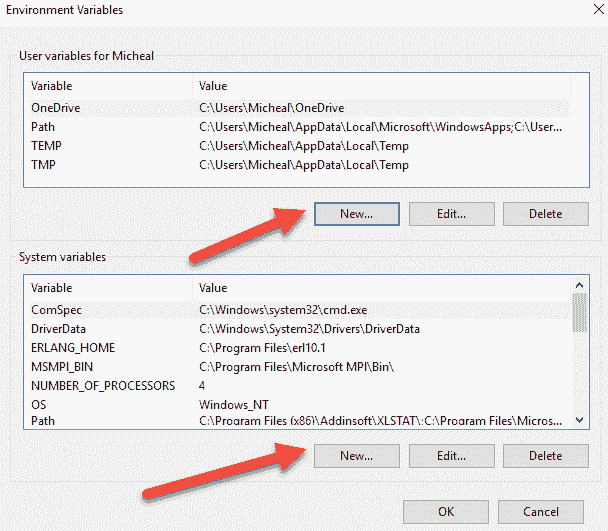 Environment Variables
User variables for Micheal
Variable Value
OneDrive C:\Users\Micheal\OneDrive
Path C:\Users\Micheal\AppData\Local\Microsoft\WindowsApps;C:\User...
TEMP C:\Users\Micheal\AppData\Local\Temp
TMP C:\Users\Micheal\AppData\Local\Temp
New... Edit... Delete
System variables
Variable Value
ComSpec C:\Windows\system32\cmd.exe
DriverData C:\Windows\System32\Drivers\DriverData
ERLANG_HOME C:\Program Files\erl10.1
MSMPI_BIN C:\Program Files\Microsoft MPI\Bin\
NUMBER_OF_PROCESSORS 4
OS Windows_NT
Path C:\Program Files (x86)\Addinsoft\XLSTAT\;C:\Program Files\Micros...
New... Edit... Delete
OK Cancel